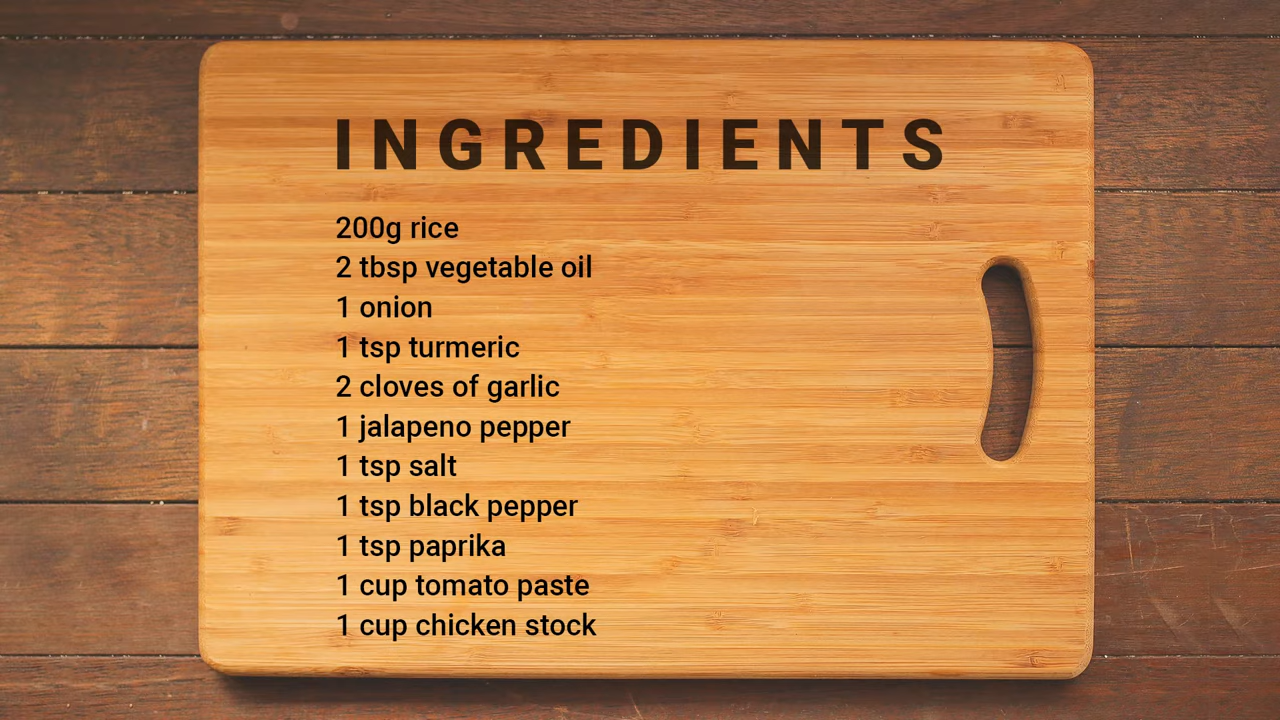 INGREDIENTS
200g rice
2 tbsp vegetable oil
1 onion
1 tsp turmeric
2 cloves of garlic
1 jalapeno pepper
1 tsp salt
1 tsp black pepper
1 tsp paprika
1 cup tomato paste
1 cup chicken stock